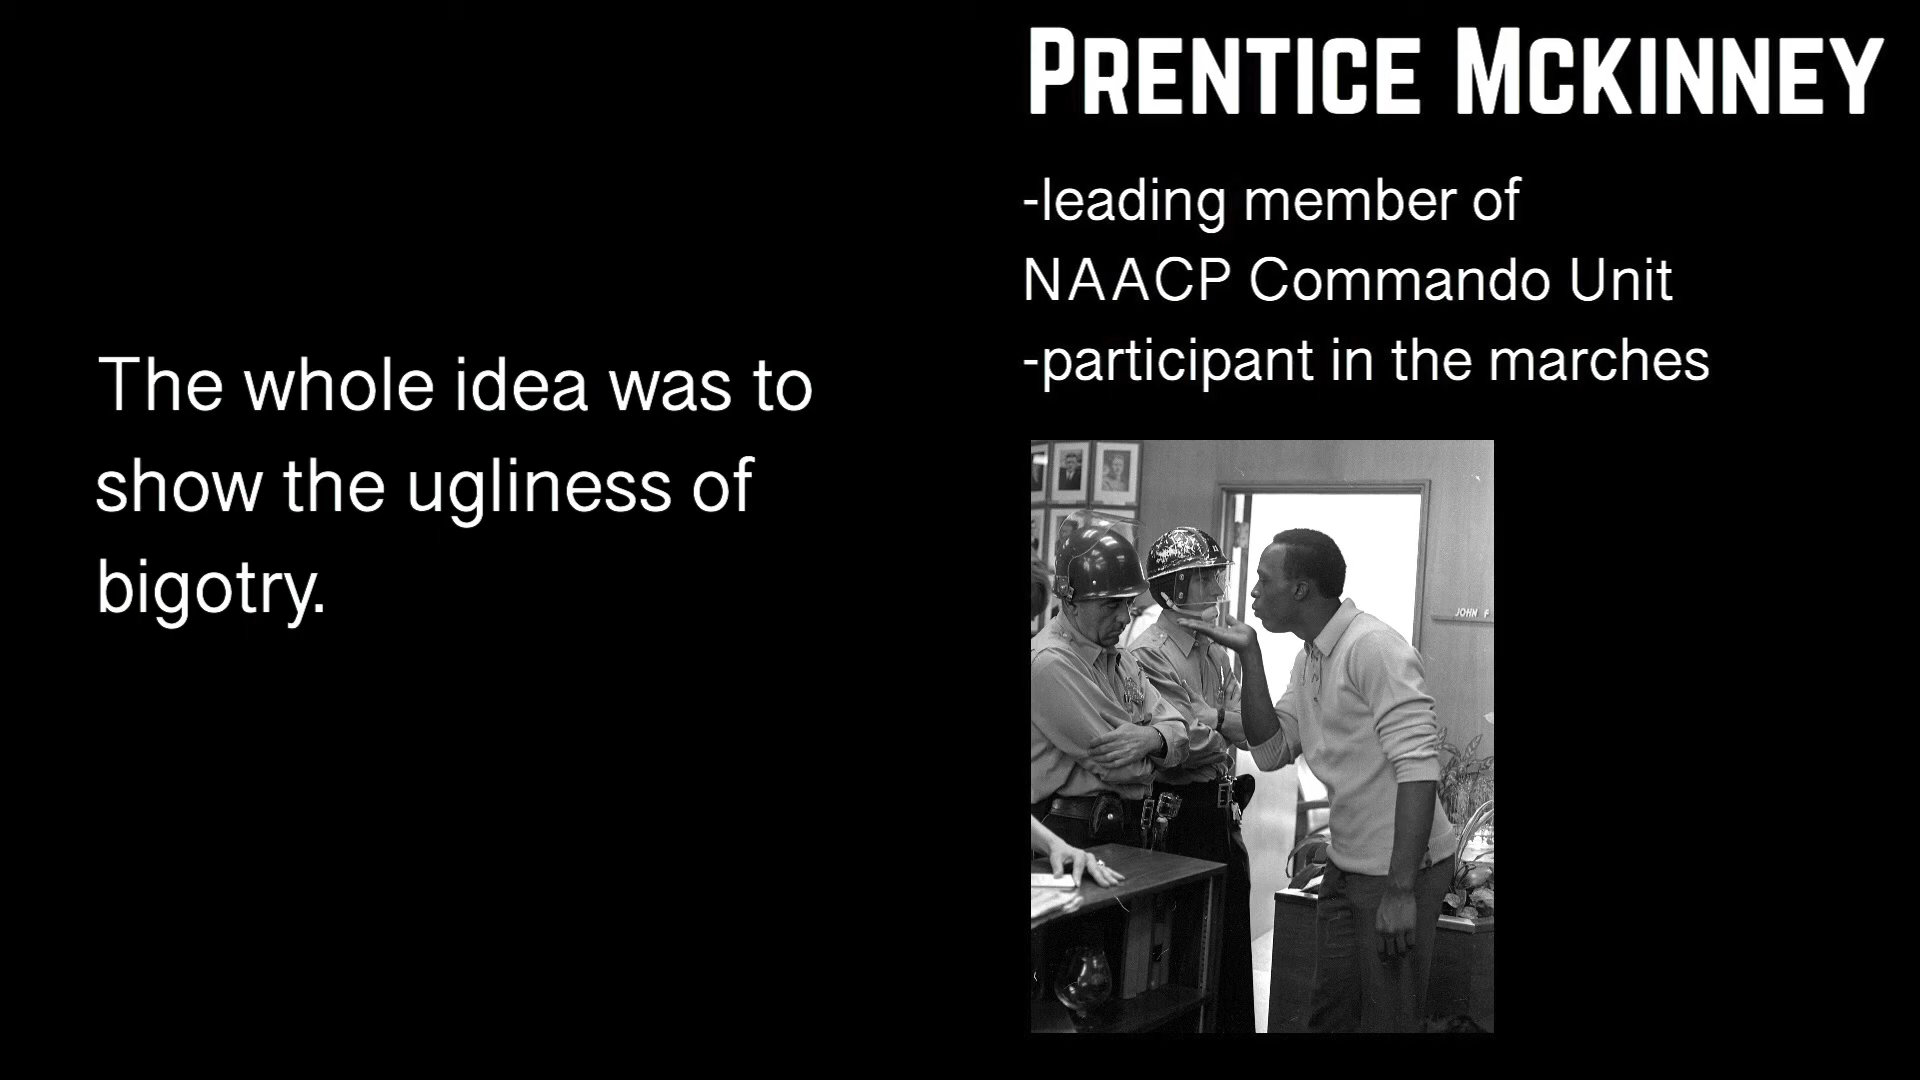 The whole idea was to
show the ugliness of
bigotry.
PRENTICE MCKINNEY
-leading member of
NAACP Commando Unit
-participant in the marches
JOHN F